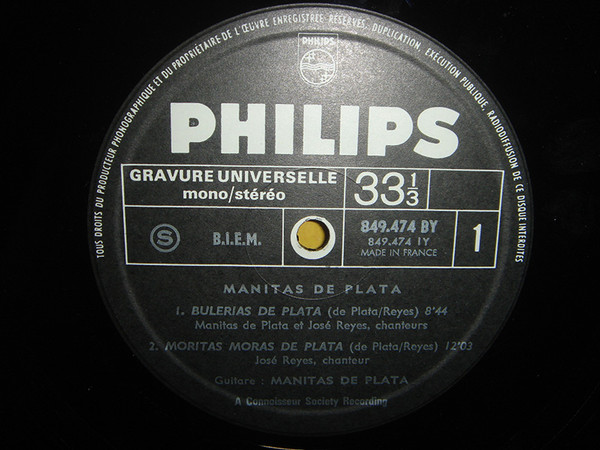 TOUS DROITS DU PRODUCTEUR PHONOGRAPHIQUE ET DU PROPRIÉTAIRE DE L'ŒUVRE ENREGISTRÉE RÉSERVÉS. DUPLICATION, EXÉCUTION PUBLIQUE, RADIODIFFUSION DE CE DISQUE INTERDITES
PHILIPS
PHILIPS
GRAVURE UNIVERSELLE
mono/stéréo
33 1/3
S
B.I.E.M.
849.474 BY
849.474 IY
MADE IN FRANCE
1
MANITAS DE PLATA
1. BULERIAS DE PLATA (de Plata/Reyes) 8'44
Manitas de Plata et José Reyes, chanteurs
2. MORITAS MORAS DE PLATA (de Plata/Reyes) 12'03
José Reyes, chanteur
Guitare : MANITAS DE PLATA
A Connoisseur Society Recording